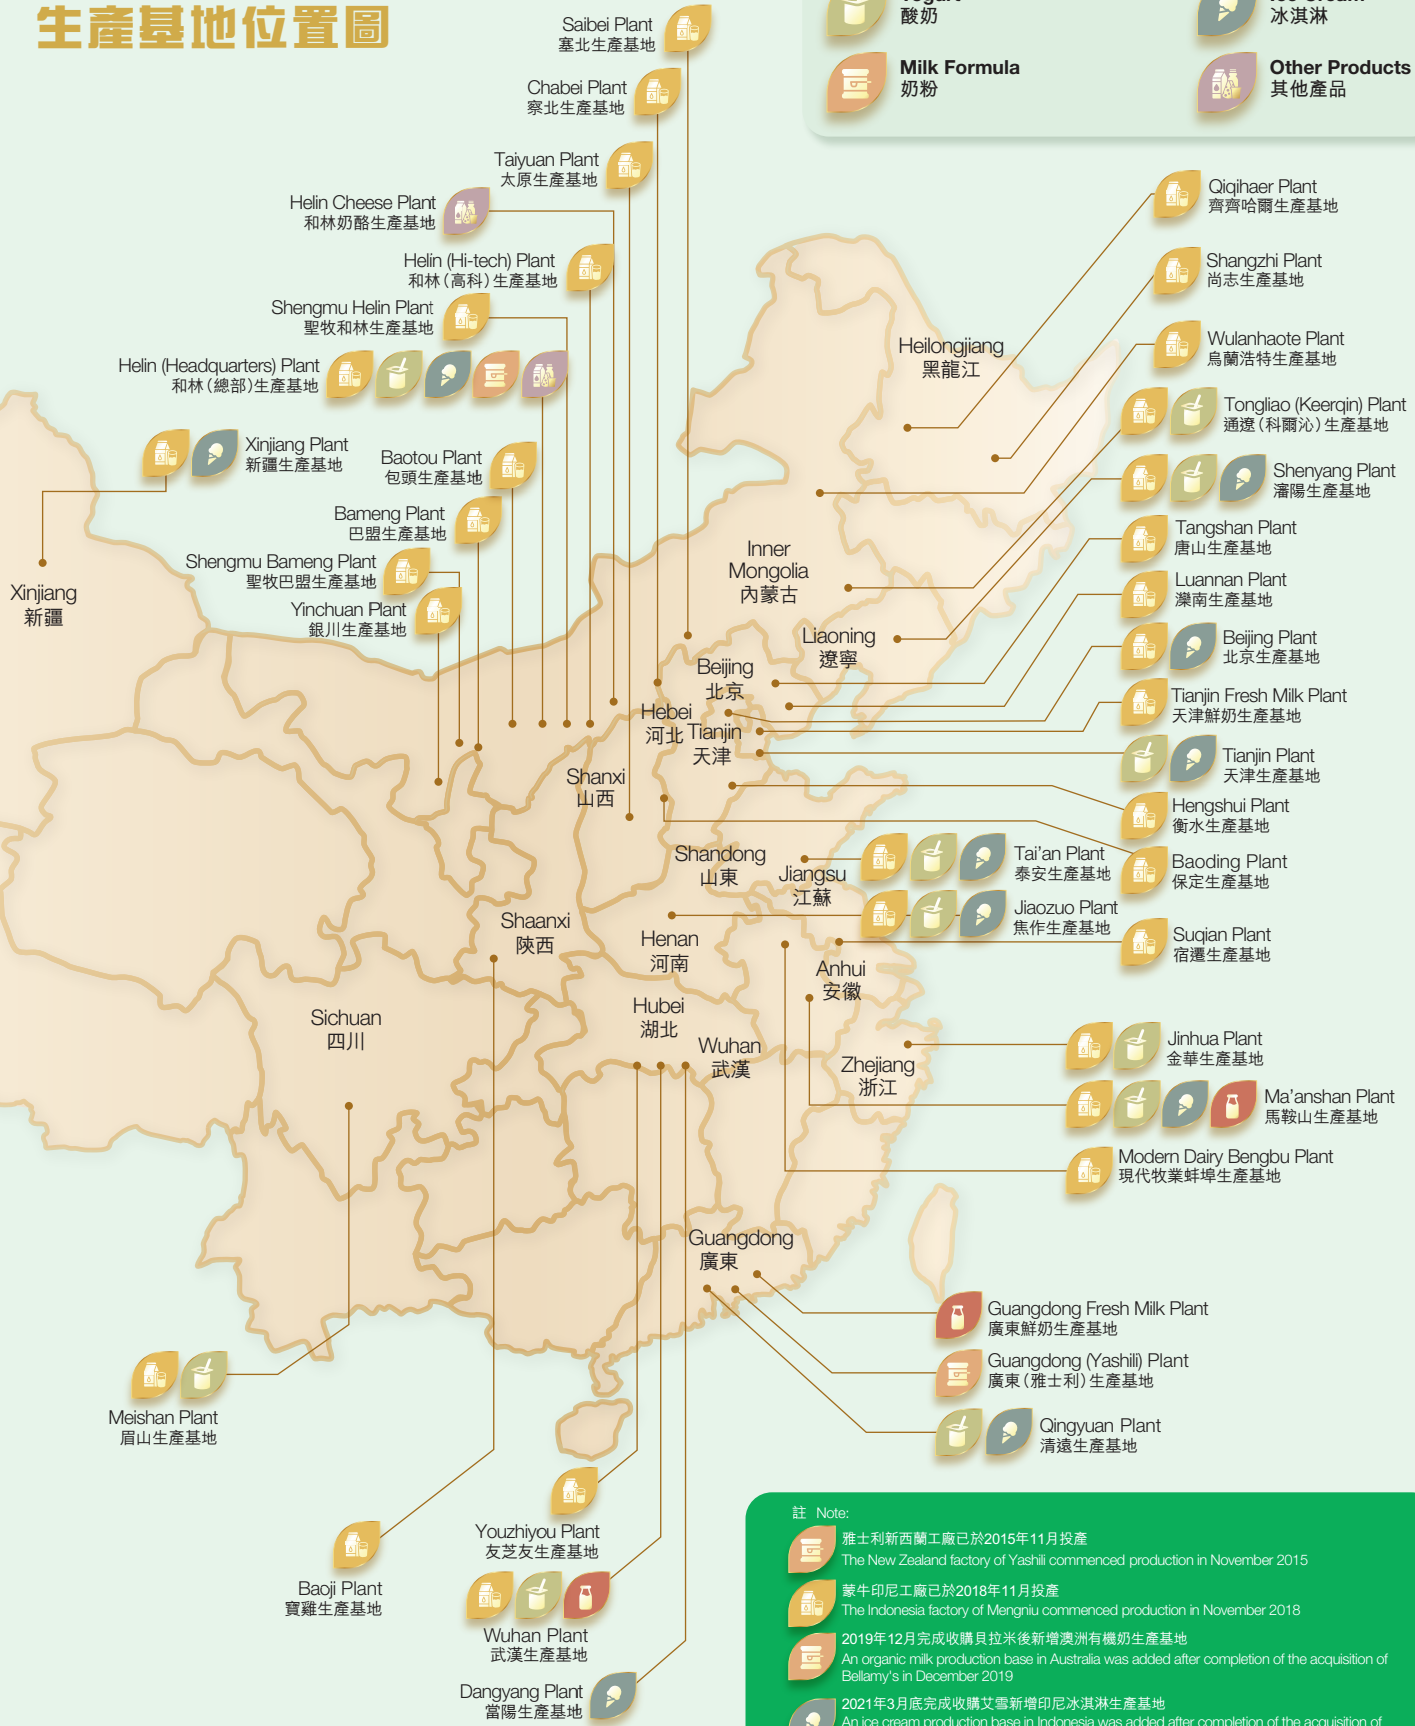 生產基地位置圖
酸奶
冰淇淋
Milk Formula
奶粉
Other Products
其他產品
Saibei Plant
塞北生產基地
Chabei Plant
察北生產基地
Taiyuan Plant
太原生產基地
Helin Cheese Plant
和林奶酪生產基地
Helin (Hi-tech) Plant
和林（高科）生產基地
Shengmu Helin Plant
聖牧和林生產基地
Helin (Headquarters) Plant
和林（總部）生產基地
Xinjiang Plant
新疆生產基地
Baotou Plant
包頭生產基地
Bameng Plant
巴盟生產基地
Shengmu Bameng Plant
聖牧巴盟生產基地
Yinchuan Plant
銀川生產基地
Qiqihaer Plant
齊齊哈爾生產基地
Shangzhi Plant
尚志生產基地
Wulanhaote Plant
烏蘭浩特生產基地
Tongliao (Keerqin) Plant
通遼（科爾沁）生產基地
Shenyang Plant
瀋陽生產基地
Tangshan Plant
唐山生產基地
Luannan Plant
灤南生產基地
Beijing Plant
北京生產基地
Tianjin Fresh Milk Plant
天津鮮奶生產基地
Tianjin Plant
天津生產基地
Hengshui Plant
衡水生產基地
Baoding Plant
保定生產基地
Tai'an Plant
泰安生產基地
Jiaozuo Plant
焦作生產基地
Suqian Plant
宿遷生產基地
Jinhua Plant
金華生產基地
Ma'anshan Plant
馬鞍山生產基地
Modern Dairy Bengbu Plant
現代牧業蚌埠生產基地
Heilongjiang
黑龍江
Inner
Mongolia
內蒙古
Liaoning
遼寧
Xinjiang
新疆
Beijing
北京
Hebei
河北
Tianjin
天津
Shanxi
山西
Shandong
山東
Jiangsu
江蘇
Shaanxi
陝西
Henan
河南
Anhui
安徽
Sichuan
四川
Hubei
湖北
Wuhan
武漢
Zhejiang
浙江
Guangdong
廣東
Guangdong Fresh Milk Plant
廣東鮮奶生產基地
Guangdong (Yashili) Plant
廣東（雅士利）生產基地
Qingyuan Plant
清遠生產基地
Meishan Plant
眉山生產基地
Baoji Plant
寶雞生產基地
Youzhiyou Plant
友芝友生產基地
Wuhan Plant
武漢生產基地
Dangyang Plant
當陽生產基地
註 Note:
雅士利新西蘭工廠已於2015年11月投產
The New Zealand factory of Yashili commenced production in November 2015
蒙牛印尼工廠已於2018年11月投產
The Indonesia factory of Mengniu commenced production in November 2018
2019年12月完成收購貝拉米後新增澳洲有機奶生產基地
An organic milk production base in Australia was added after completion of the acquisition of
Bellamy's in December 2019
2021年3月底完成收購艾雪新增印尼冰淇淋生產基地
An ice cream production base in Indonesia was added after completion of the acquisition of